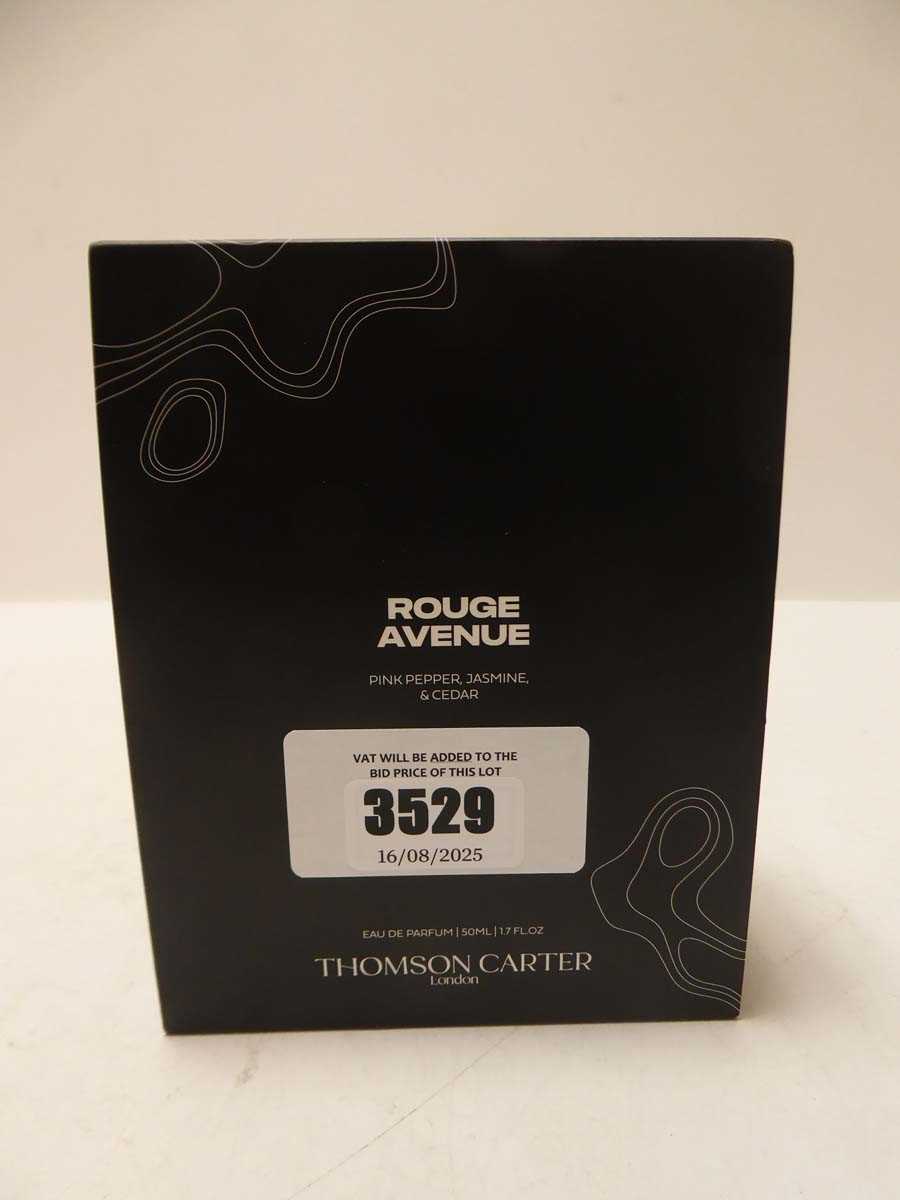 ROUGE
AVENUE
PINK PEPPER, JASMINE,
& CEDAR
VAT WILL BE ADDED TO THE
BID PRICE OF THIS LOT
3529
16/08/2025
EAU DE PARFUM | 50ML | 1.7 FL.OZ
THOMSON CARTER
London